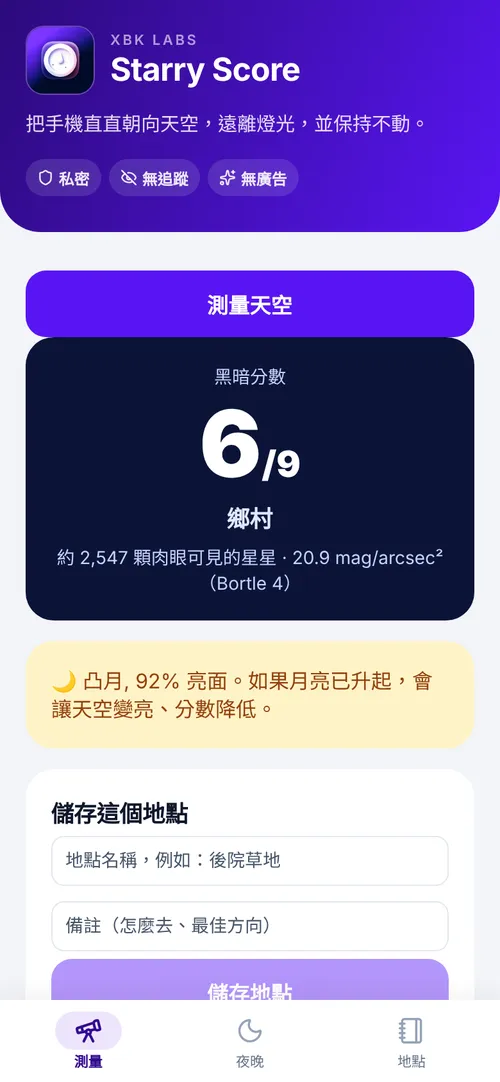 XBK LABS
Starry Score
把手機直直朝向天空，遠離燈光，並保持不動。
私密
無追蹤
無廣告
測量天空
黑暗分數
6/9
鄉村
約 2,547 顆肉眼可見的星星 · 20.9 mag/arcsec²
（Bortle 4）
🌙 凸月, 92% 亮面。如果月亮已升起，會
讓天空變亮、分數降低。
儲存這個地點
地點名稱，例如：後院草地
備註（怎麼去、最佳方向）
儲存地點
測量
夜晚
地點